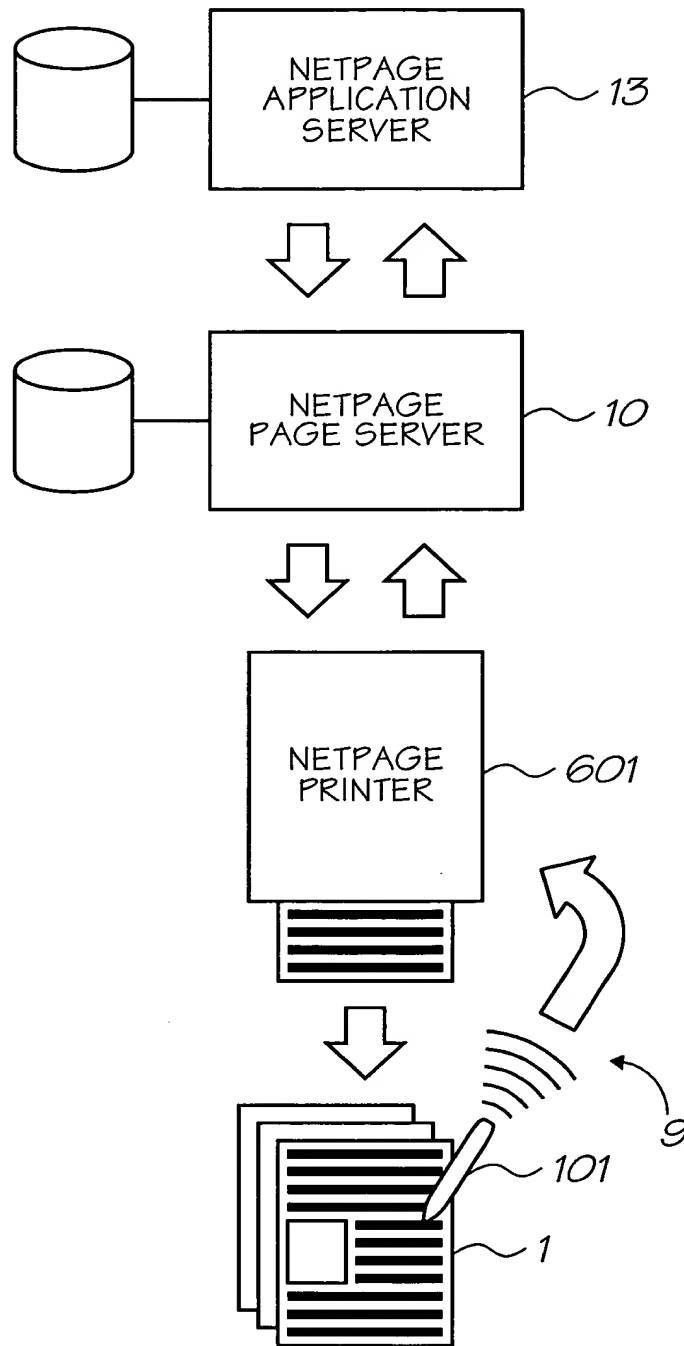 NETPAGE
APPLICATION
SERVER
13
NETPAGE
PAGE SERVER
10
NETPAGE
PRINTER
601
9
101
1